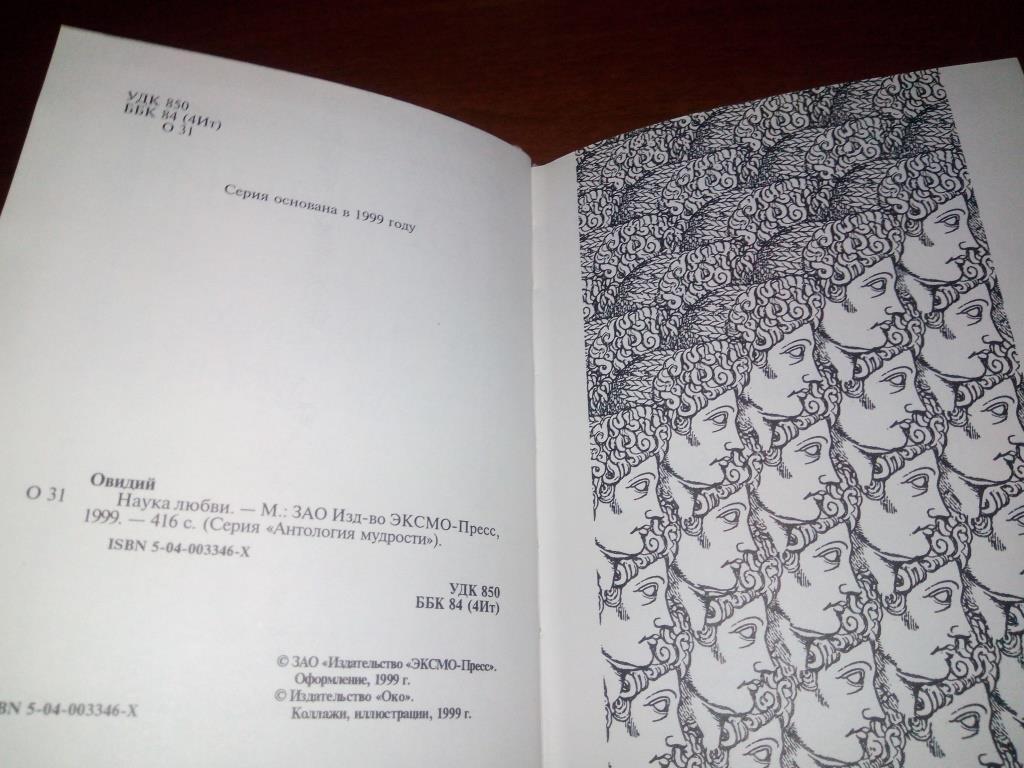 УДК 850
ББК 84 (4Ит)
О 31
Серия основана в 1999 году
Овидий
О 31 Наука любви. — М.: ЗАО Изд-во ЭКСМО-Пресс,
1999. — 416 с. (Серия «Антология мудрости»).
ISBN 5-04-003346-X
УДК 850
ББК 84 (4Ит)
© ЗАО «Издательство «ЭКСМО-Пресс».
Оформление, 1999 г.
© Издательство «Око».
Коллажи, иллюстрации, 1999 г.
BN 5-04-003346-X